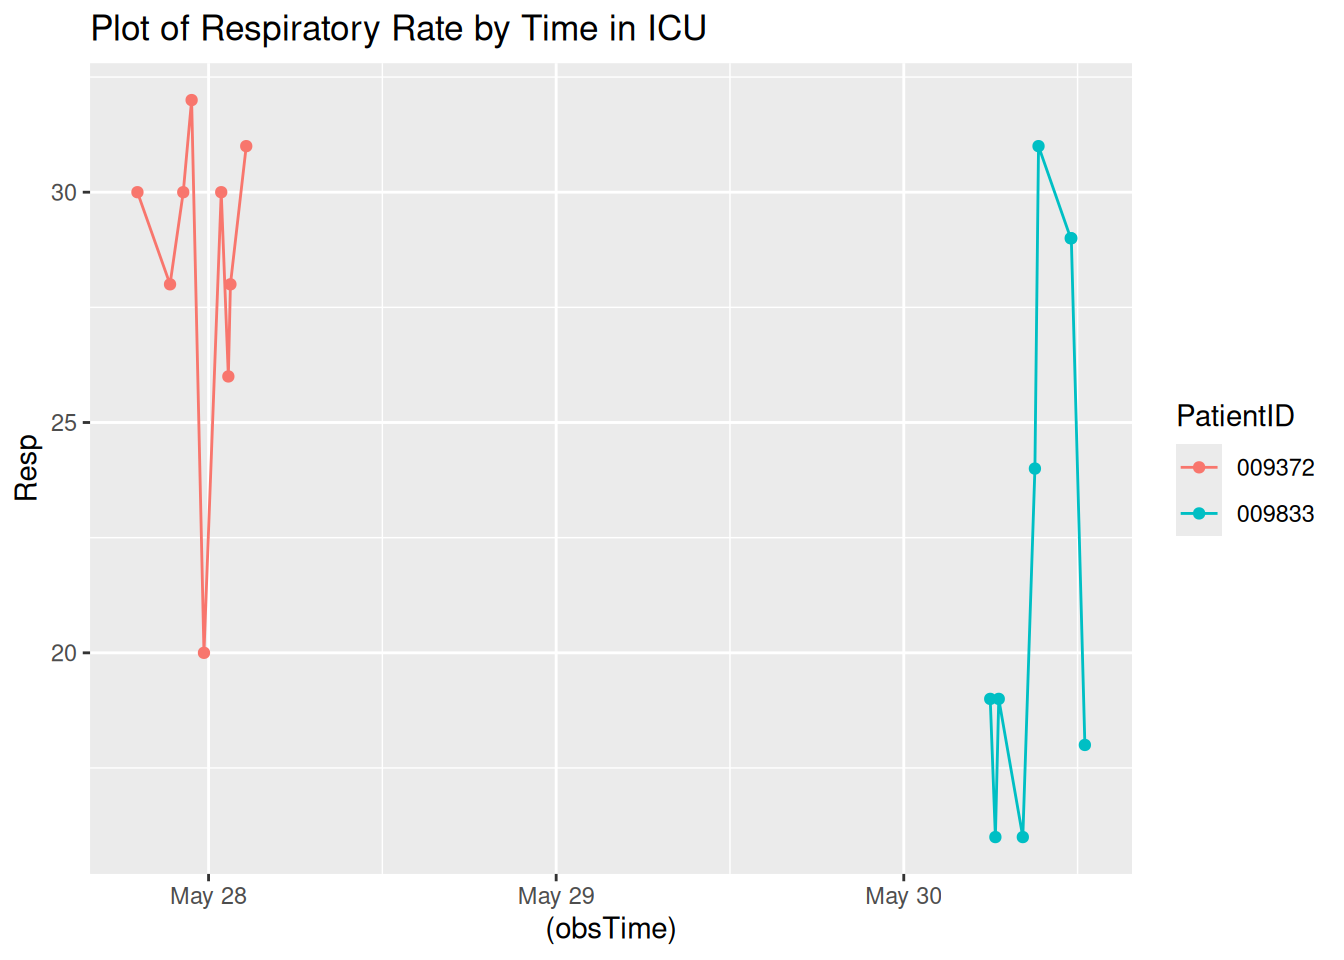 Plot of Respiratory Rate by Time in ICU
30
25
20
Resp
May 28
May 29
May 30
(obsTime)
PatientID
009372
009833